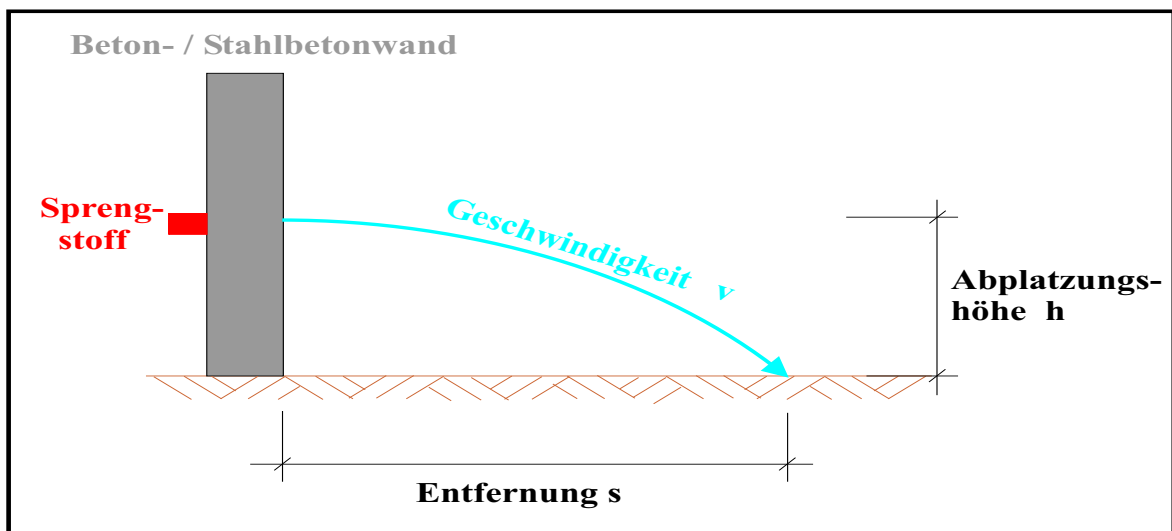 Beton- / Stahlbetonwand
Spreng-
stoff
Geschwindigkeit v
Abplatzungs-
höhe h
Entfernung s